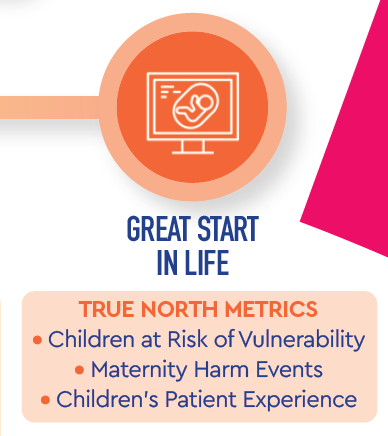 GREAT START
IN LIFE
TRUE NORTH METRICS
• Children at Risk of Vulnerability
• Maternity Harm Events
• Children's Patient Experience